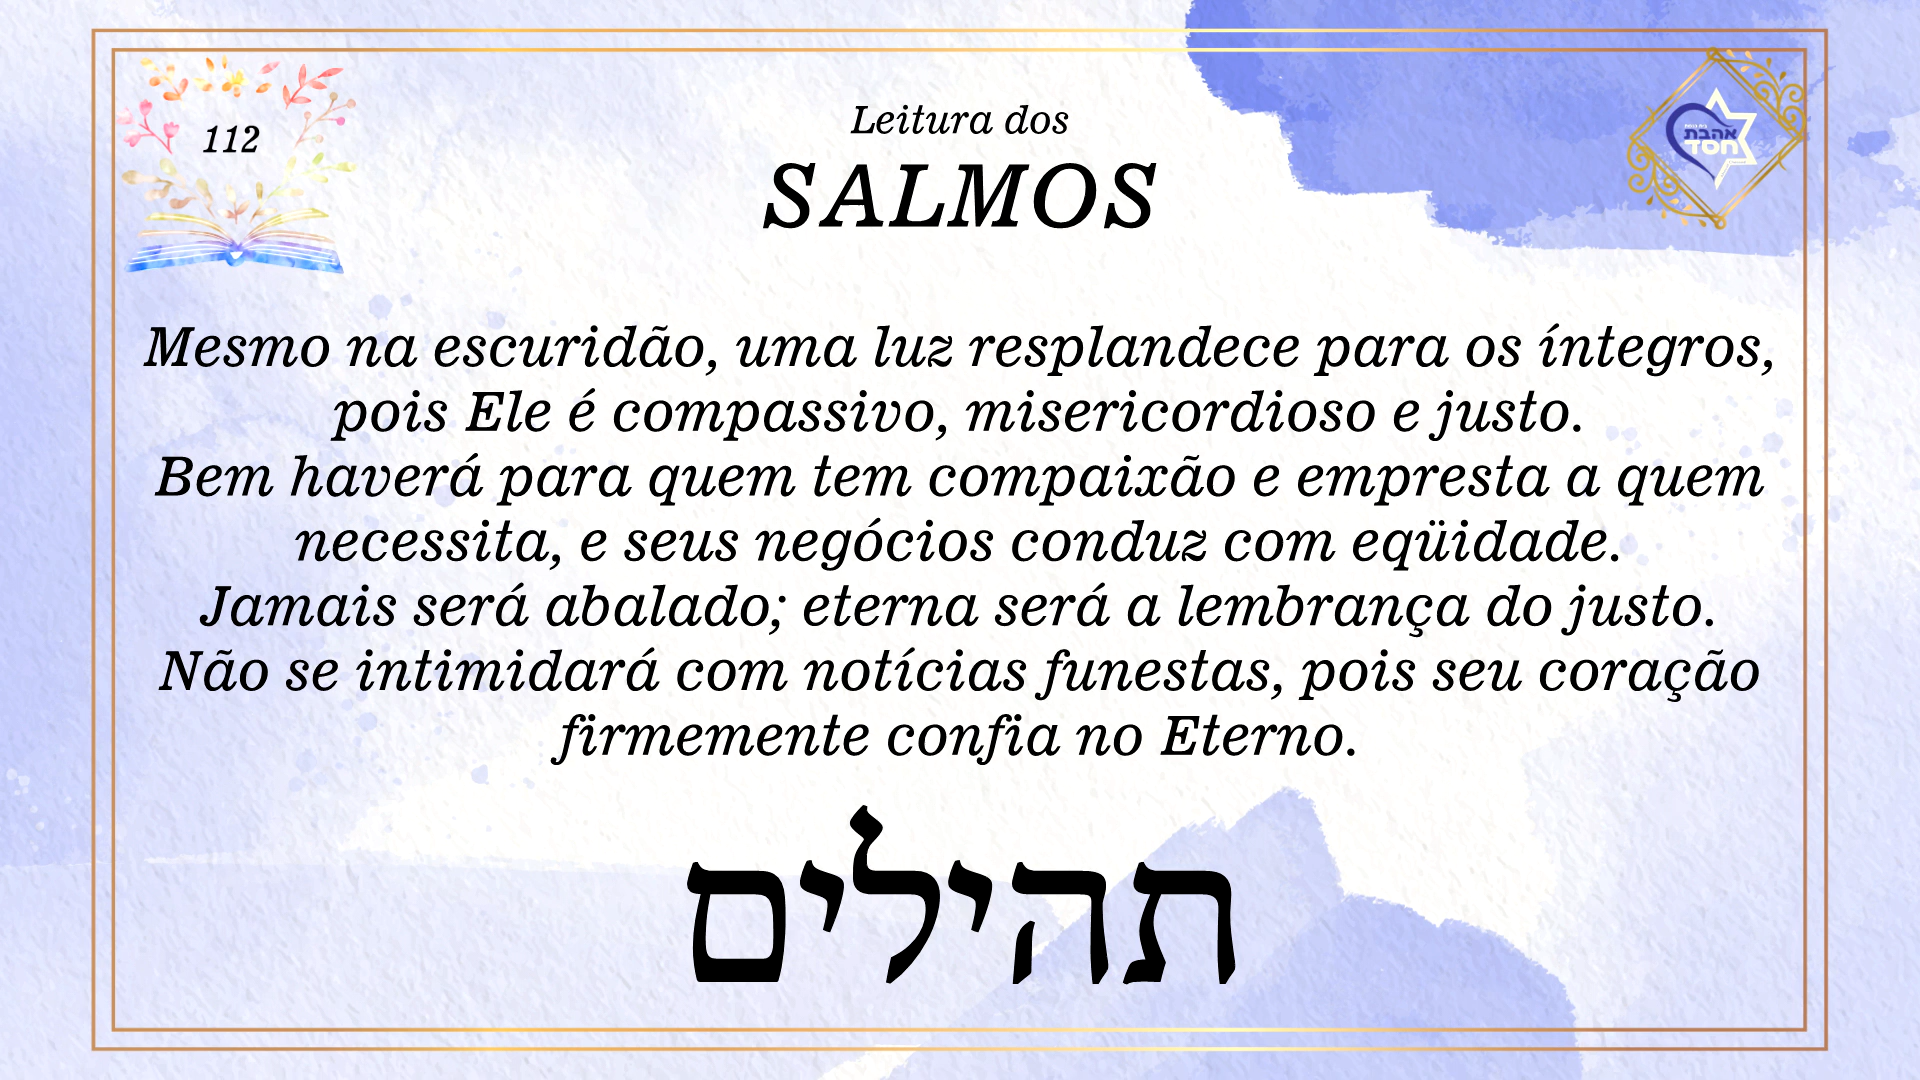 112
Leitura dos
SALMOS
אהבת
חסד
Mesmo na escuridão, uma luz resplandece para os íntegros,
pois Ele é compassivo, misericordioso e justo.
Bem haverá para quem tem compaixão e empresta a quem
necessita, e seus negócios conduz com eqüidade.
Jamais será abalado; eterna será a lembrança do justo.
Não se intimidará com notícias funestas, pois seu coração
firmemente confia no Eterno.
תהילים